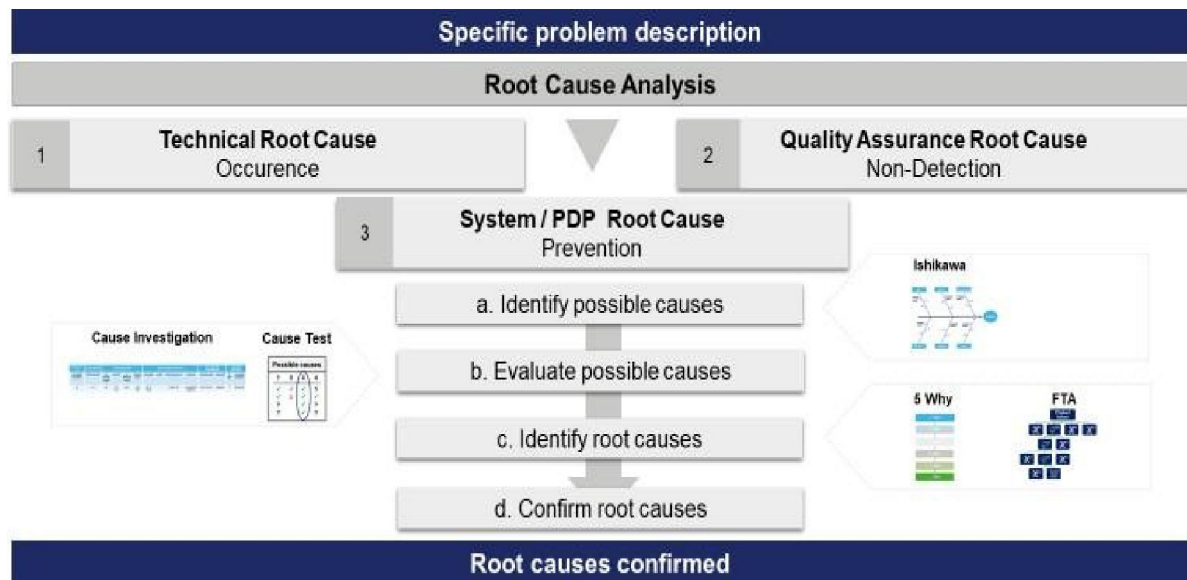 Specific problem description
Root Cause Analysis
1
Technical Root Cause
Occurence
2
Quality Assurance Root Cause
Non-Detection
3
System / PDP Root Cause
Prevention
Ishikawa
a. Identify possible causes
Cause Investigation
Cause Test
Possible causes
b. Evaluate possible causes
5 Why
FTA
c. Identify root causes
d. Confirm root causes
Root causes confirmed